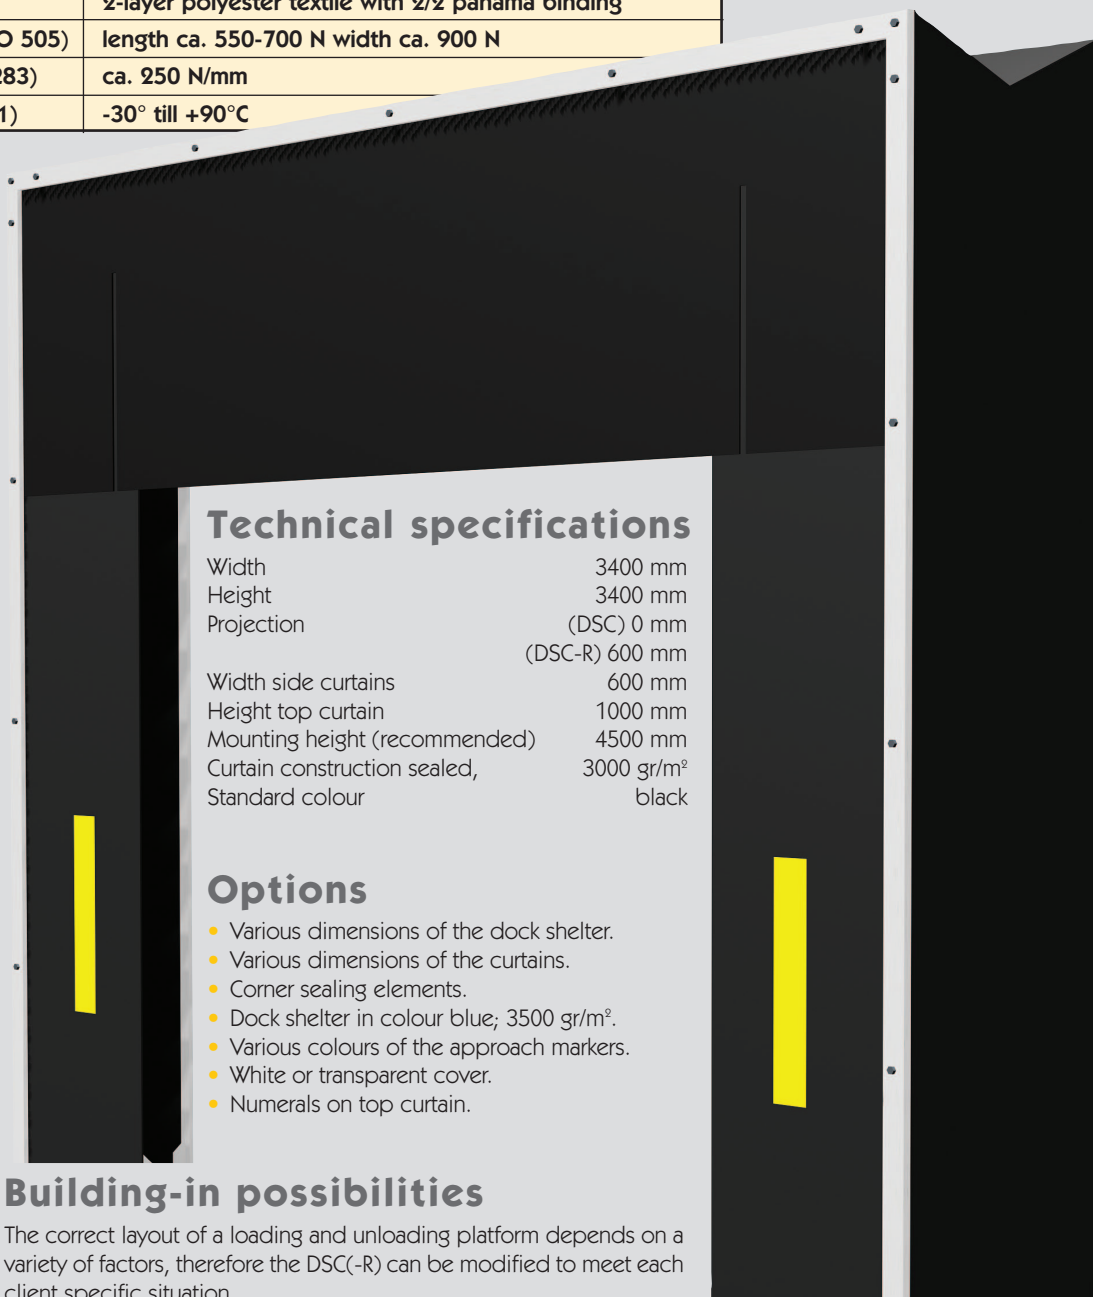 2-layer polyester textile with 2/2 panama binding
O 505) length ca. 550-700 N width ca. 900 N
283) ca. 250 N/mm
1) -30° till +90°C
Technical specifications
Width 3400 mm
Height 3400 mm
Projection (DSC) 0 mm
(DSC-R) 600 mm
Width side curtains 600 mm
Height top curtain 1000 mm
Mounting height (recommended) 4500 mm
Curtain construction sealed, 3000 gr/m²
Standard colour black
Options
• Various dimensions of the dock shelter.
• Various dimensions of the curtains.
• Corner sealing elements.
• Dock shelter in colour blue; 3500 gr/m².
• Various colours of the approach markers.
• White or transparent cover.
• Numerals on top curtain.
Building-in possibilities
The correct layout of a loading and unloading platform depends on a
variety of factors, therefore the DSC(-R) can be modified to meet each
client specific situation.